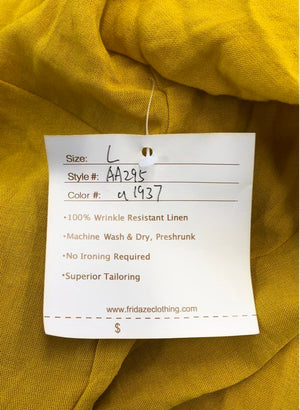 Size: L
Style #: AA295
Color #: a1937
•100% Wrinkle Resistant Linen
•Machine Wash & Dry, Preshrunk
•No Ironing Required
•Superior Tailoring
www.fridazeclothing.com
$